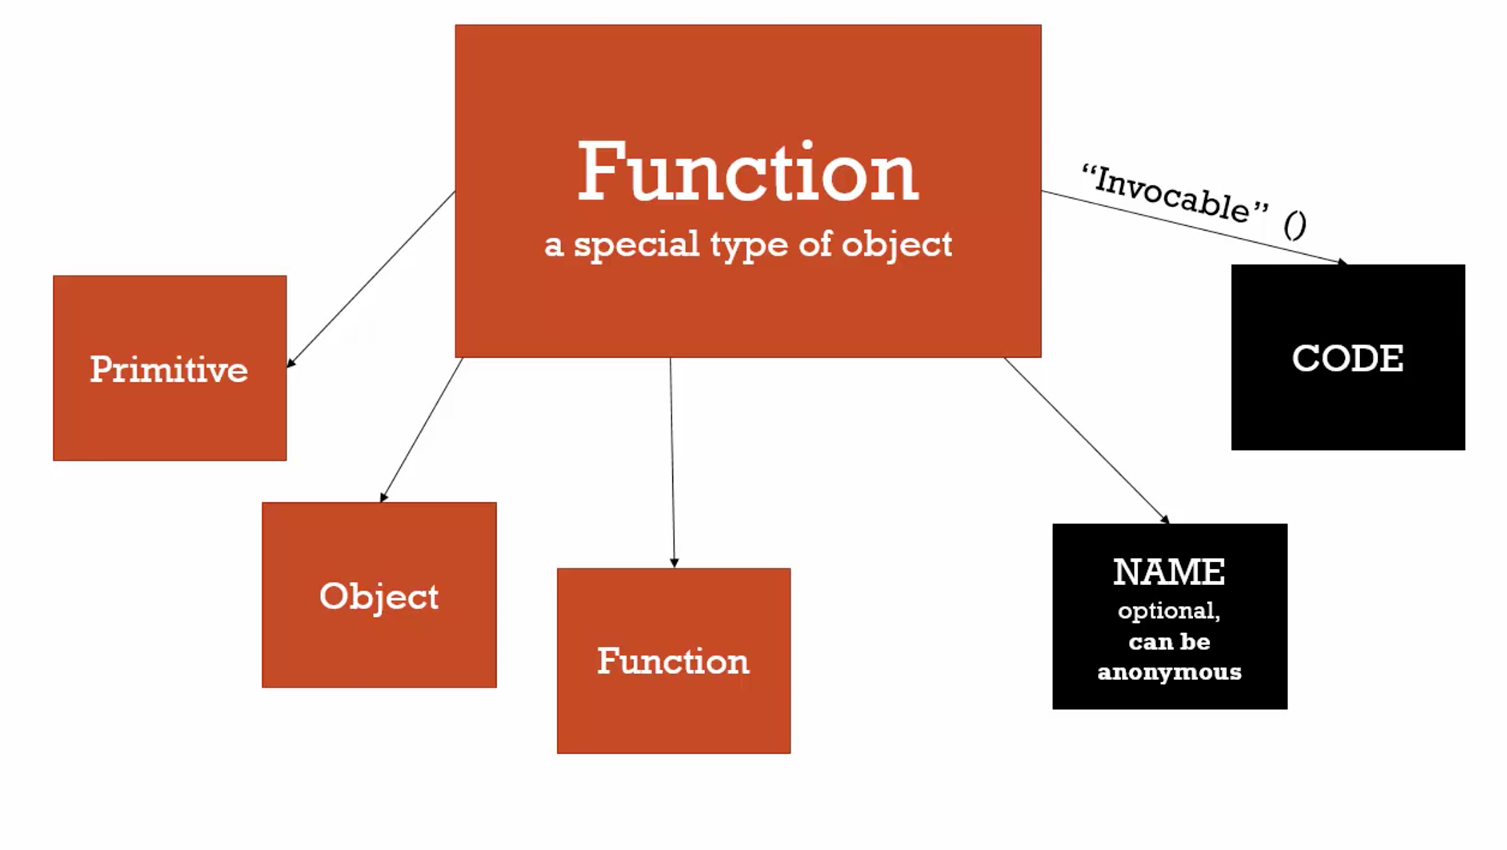 Function
a special type of object
“Invocable” ()
Primitive
CODE
Object
Function
NAME
optional,
can be
anonymous